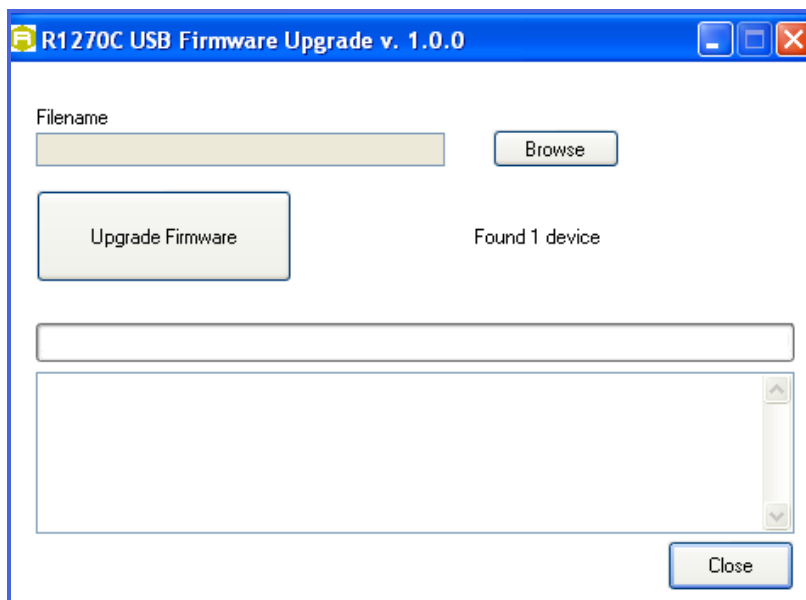 R1270C USB Firmware Upgrade v. 1.0.0
Filename
Browse
Upgrade Firmware
Found 1 device
Close